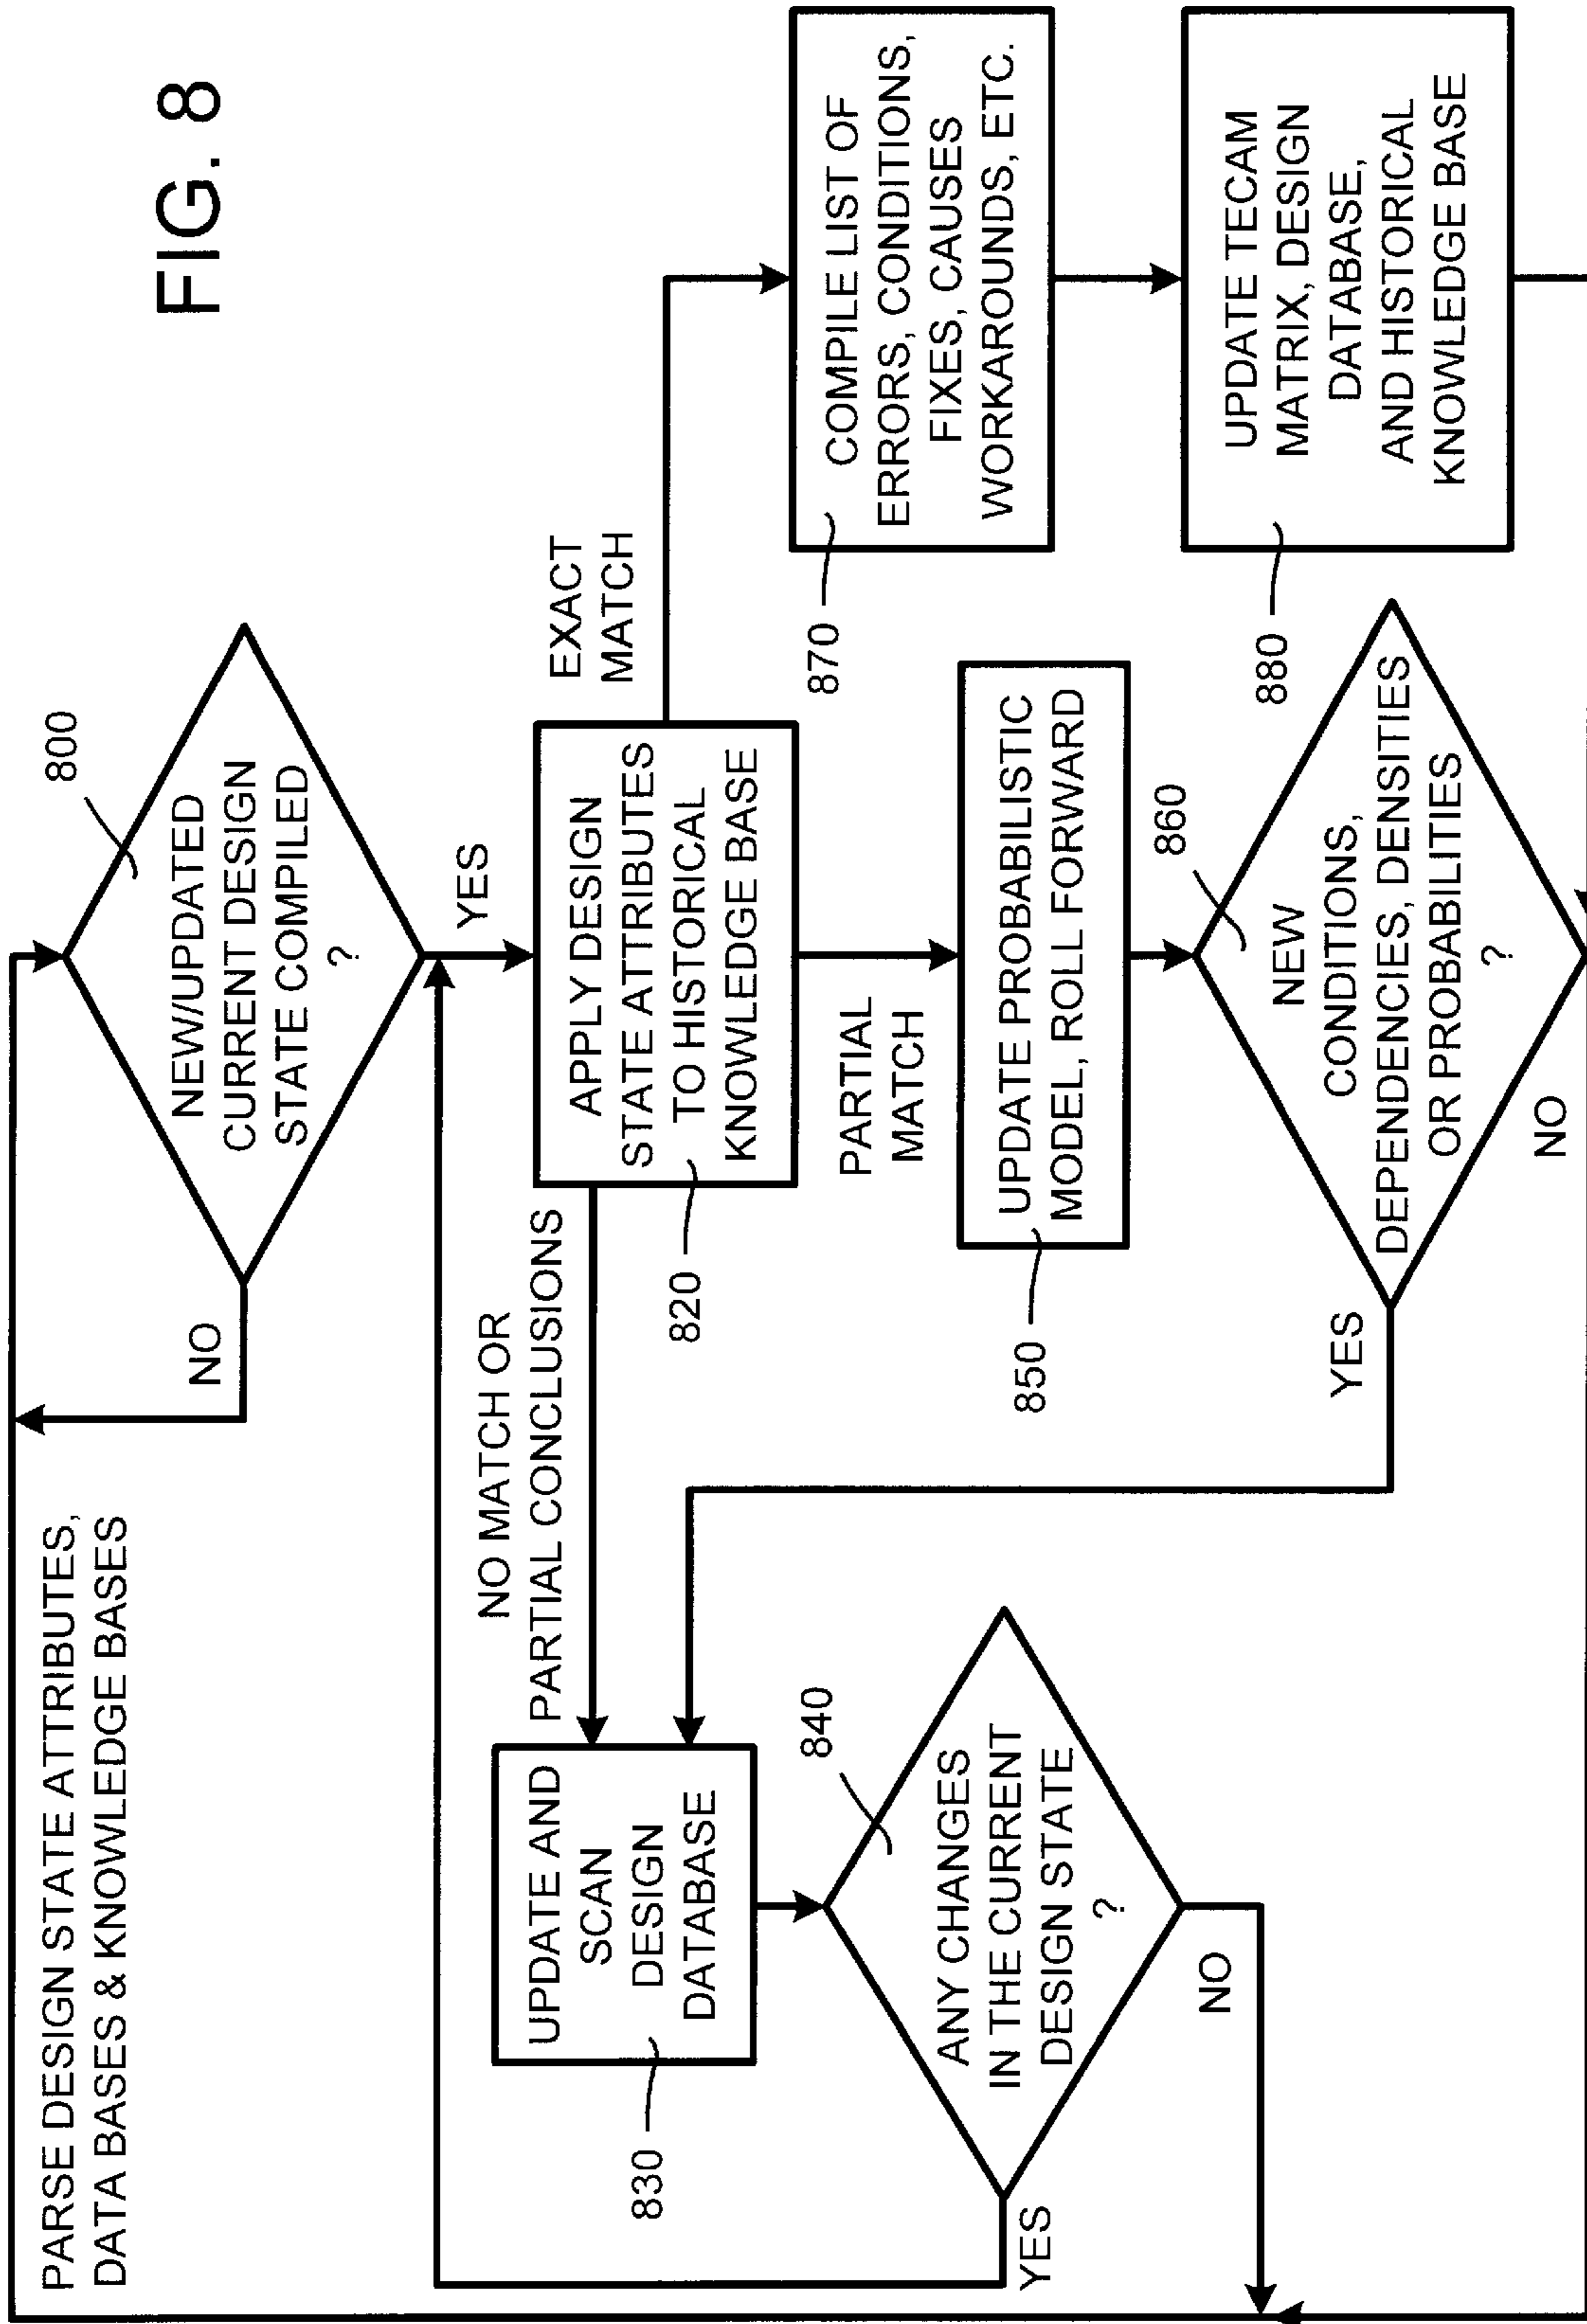 FIG. 8
PARSE DESIGN STATE ATTRIBUTES,
DATA BASES & KNOWLEDGE BASES
800
NEW/UPDATED
CURRENT DESIGN
STATE COMPILED
?
NO
YES
NO MATCH OR
PARTIAL CONCLUSIONS
APPLY DESIGN
STATE ATTRIBUTES
TO HISTORICAL
KNOWLEDGE BASE
820
EXACT
MATCH
PARTIAL
MATCH
UPDATE AND
SCAN
DESIGN
DATABASE
830
840
ANY CHANGES
IN THE CURRENT
DESIGN STATE
?
YES
NO
UPDATE PROBABILISTIC
MODEL, ROLL FORWARD
850
860
NEW
CONDITIONS,
DEPENDENCIES, DENSITIES
OR PROBABILITIES
?
YES
NO
COMPILE LIST OF
ERRORS, CONDITIONS,
FIXES, CAUSES
WORKAROUNDS, ETC.
870
UPDATE TECAM
MATRIX, DESIGN
DATABASE,
AND HISTORICAL
KNOWLEDGE BASE
880